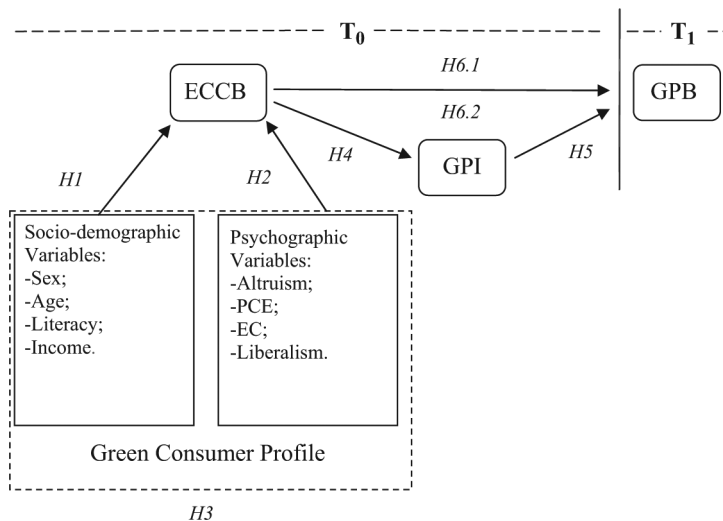 T0 T1
H6.1
ECCB GPB
H6.2
H4
GPI H5
H1 H2
Socio-demographic
Variables:
-Sex;
-Age;
-Literacy;
-Income.
Psychographic
Variables:
-Altruism;
-PCE;
-EC;
-Liberalism.
Green Consumer Profile
H3